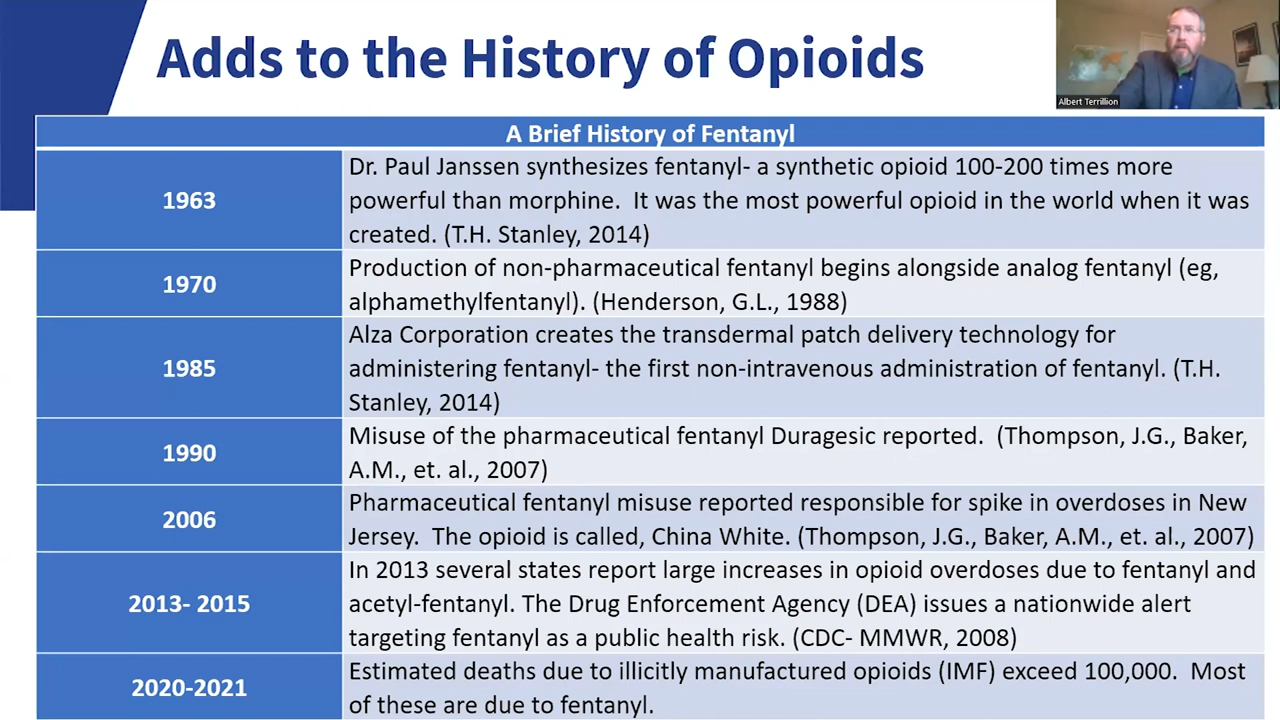 Adds to the History of Opioids
Albert Terrillion
A Brief History of Fentanyl
1963
Dr. Paul Janssen synthesizes fentanyl- a synthetic opioid 100-200 times more
powerful than morphine.  It was the most powerful opioid in the world when it was
created. (T.H. Stanley, 2014)
1970
Production of non-pharmaceutical fentanyl begins alongside analog fentanyl (eg,
alphamethylfentanyl). (Henderson, G.L., 1988)
1985
Alza Corporation creates the transdermal patch delivery technology for
administering fentanyl- the first non-intravenous administration of fentanyl. (T.H.
Stanley, 2014)
1990
Misuse of the pharmaceutical fentanyl Duragesic reported.  (Thompson, J.G., Baker,
A.M., et. al., 2007)
2006
Pharmaceutical fentanyl misuse reported responsible for spike in overdoses in New
Jersey.  The opioid is called, China White. (Thompson, J.G., Baker, A.M., et. al., 2007)
2013- 2015
In 2013 several states report large increases in opioid overdoses due to fentanyl and
acetyl-fentanyl. The Drug Enforcement Agency (DEA) issues a nationwide alert
targeting fentanyl as a public health risk. (CDC- MMWR, 2008)
2020-2021
Estimated deaths due to illicitly manufactured opioids (IMF) exceed 100,000.  Most
of these are due to fentanyl.